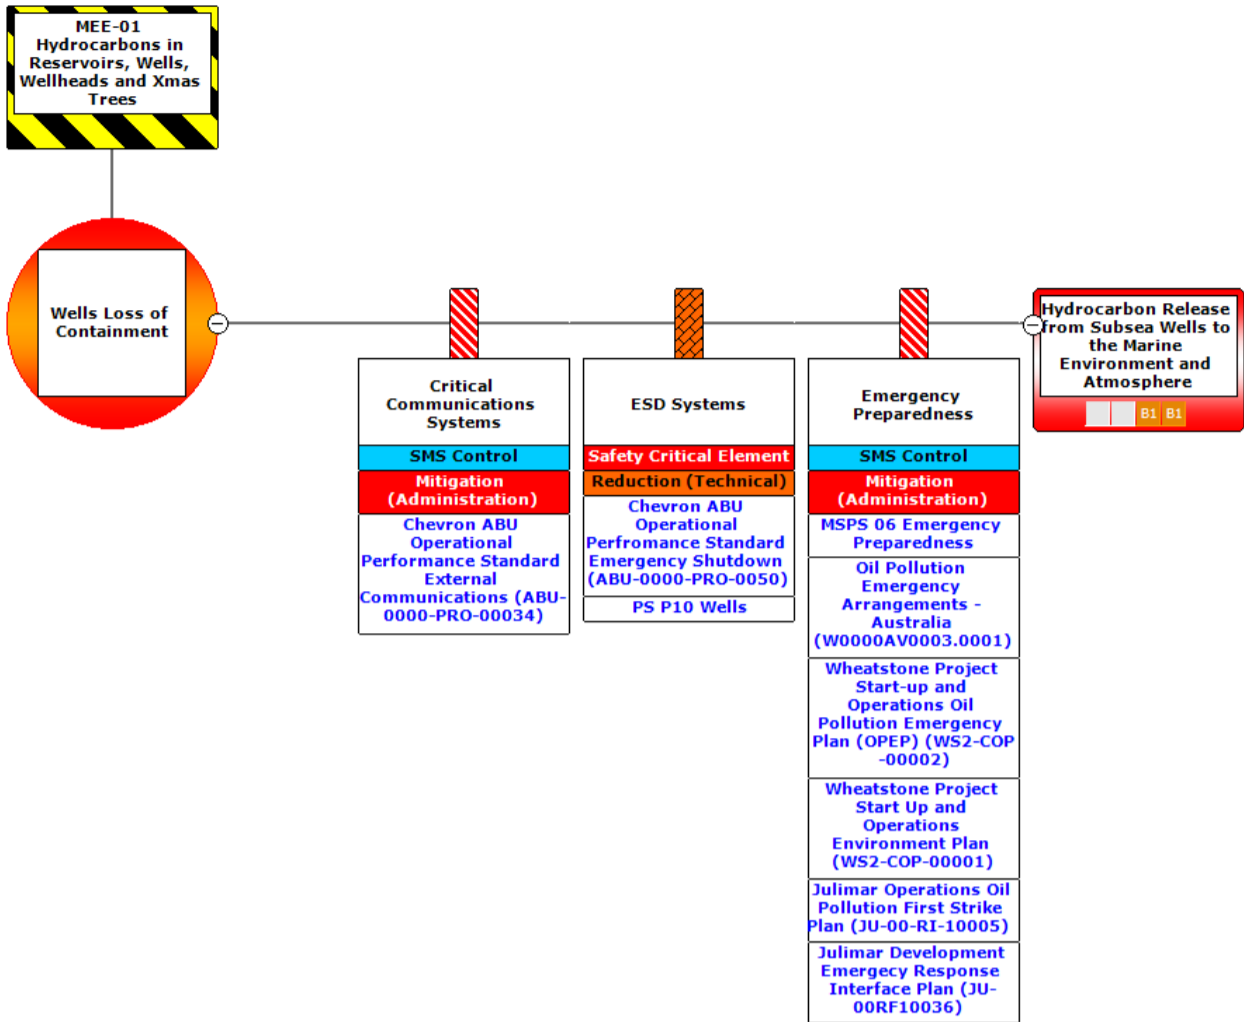 MEE-01
Hydrocarbons in
Reservoirs, Wells,
Wellheads and Xmas
Trees
Wells Loss of
Containment
Critical
Communications
Systems
SMS Control
Mitigation
(Administration)
Chevron ABU
Operational
Performance Standard
External
Communications (ABU-
0000-PRO-00034)
ESD Systems
Safety Critical Element
Reduction (Technical)
Chevron ABU
Operational
Perfromance Standard
Emergency Shutdown
(ABU-0000-PRO-0050)
PS P10 Wells
Emergency
Preparedness
SMS Control
Mitigation
(Administration)
MSPS 06 Emergency
Preparedness
Oil Pollution
Emergency
Arrangements -
Australia
(W0000AV0003.0001)
Wheatstone Project
Start-up and
Operations Oil
Pollution Emergency
Plan (OPEP) (WS2-COP
-00002)
Wheatstone Project
Start Up and
Operations
Environment Plan
(WS2-COP-00001)
Julimar Operations Oil
Pollution First Strike
Plan (JU-00-RI-10005)
Julimar Development
Emergecy Response
Interface Plan (JU-
00RF10036)
Hydrocarbon Release
from Subsea Wells to
the Marine
Environment and
Atmosphere
B1 B1